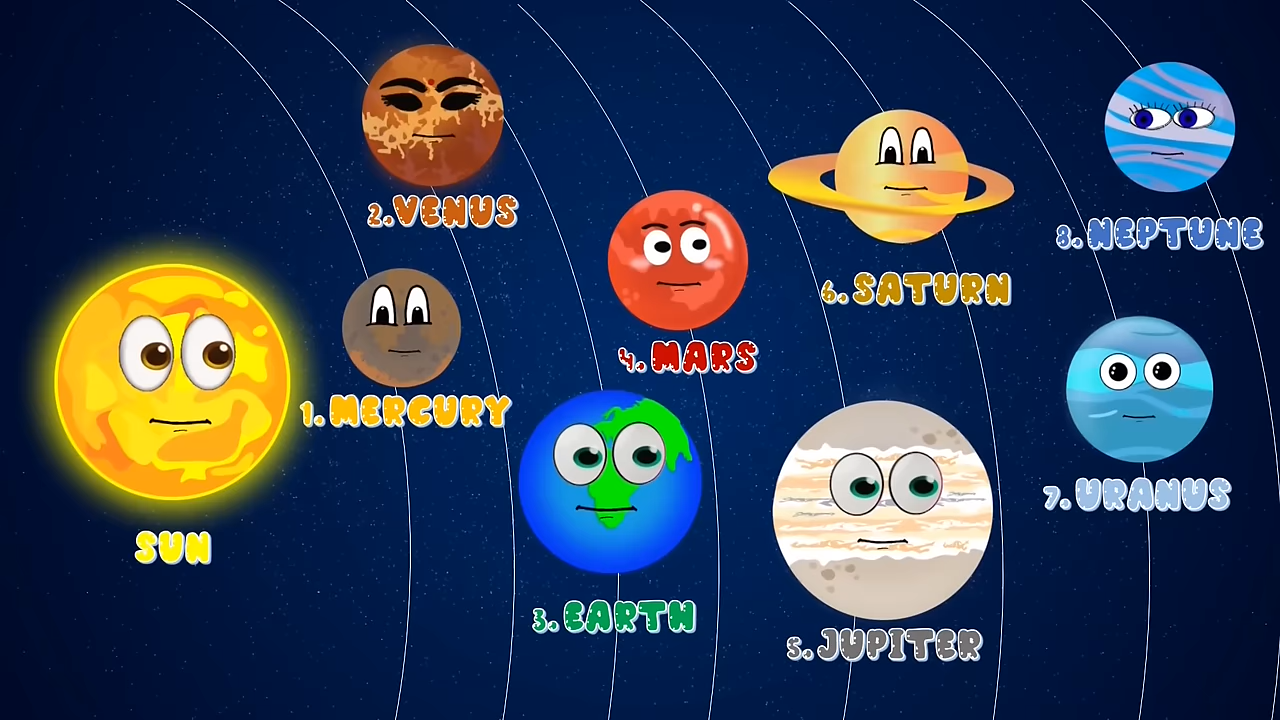 SUN
1. MERCURY
2. VENUS
3. EARTH
4. MARS
5. JUPITER
6. SATURN
7. URANUS
8. NEPTUNE